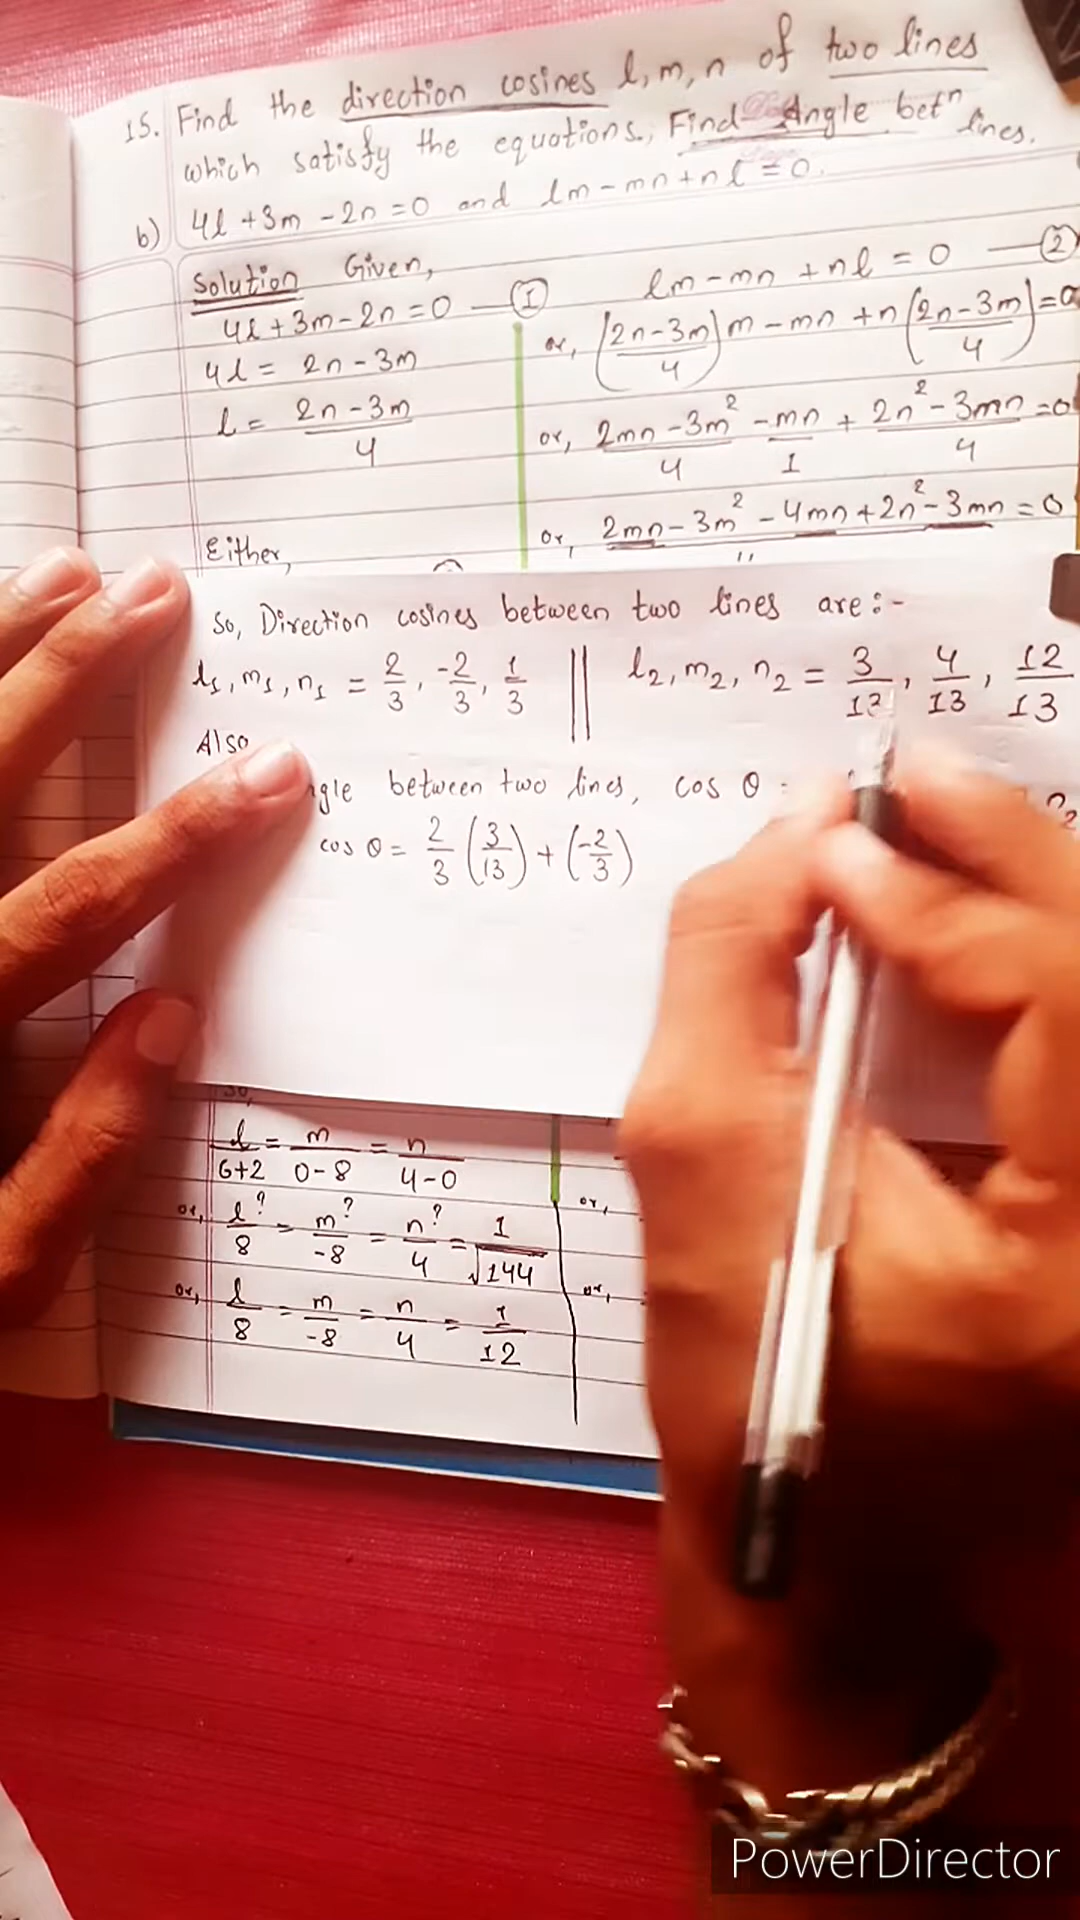 15. Find the direction cosines l, m, n of two lines
which satisfy the equations., Find Angle betⁿ lines.
b) 4l + 3m - 2n = 0 and lm - mn + nl = 0.
Solution Given,
4l + 3m - 2n = 0 — (1)
4l = 2n - 3m
l = (2n - 3m)/4
Either,
lm - mn + nl = 0 — (2)
or, ((2n - 3m)/4) m - mn + n ((2n - 3m)/4) = 0
or, (2mn - 3m²)/4 - mn/1 + (2n² - 3mn)/4 = 0
or, 2mn - 3m² - 4mn + 2n² - 3mn = 0
So, Direction cosines between two lines are :-
l₁, m₁, n₁ = 2/3, -2/3, 1/3 || l₂, m₂, n₂ = 3/13, 4/13, 12/13
Also
between two lines, cos θ
cos θ = 2/3 (3/13) + (-2/3)
l/(6+2) = m/(0-8) = n/(4-0)
or, l?/8 = m?/-8 = n?/4 = 1/√144
or, l/8 = m/-8 = n/4 = 1/12
or,
or,
PowerDirector